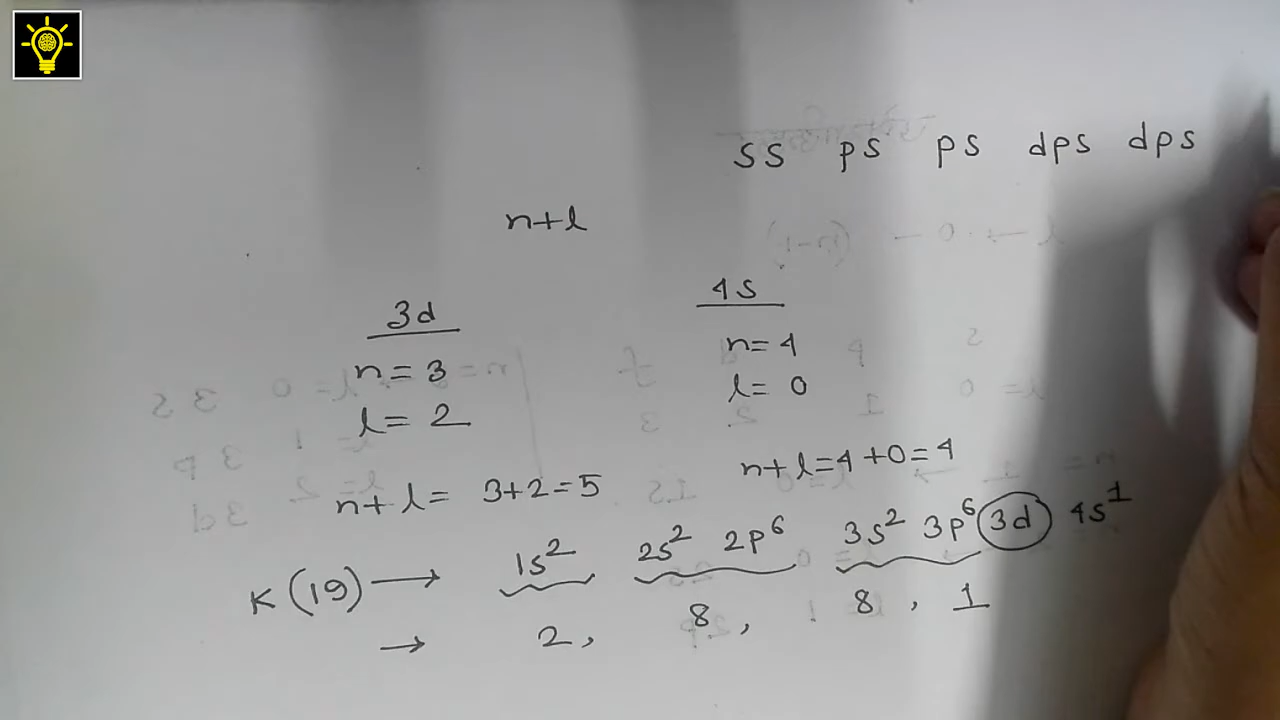 ss ps ps dps dps
n+l
3d
4s
n= 3
n= 4
l= 2
l= 0
n+l= 3+2=5
n+l=4+0=4
K(19) → 1s² 2s² 2p⁶ 3s² 3p⁶ 3d 4s¹
→ 2, 8, 8, 1